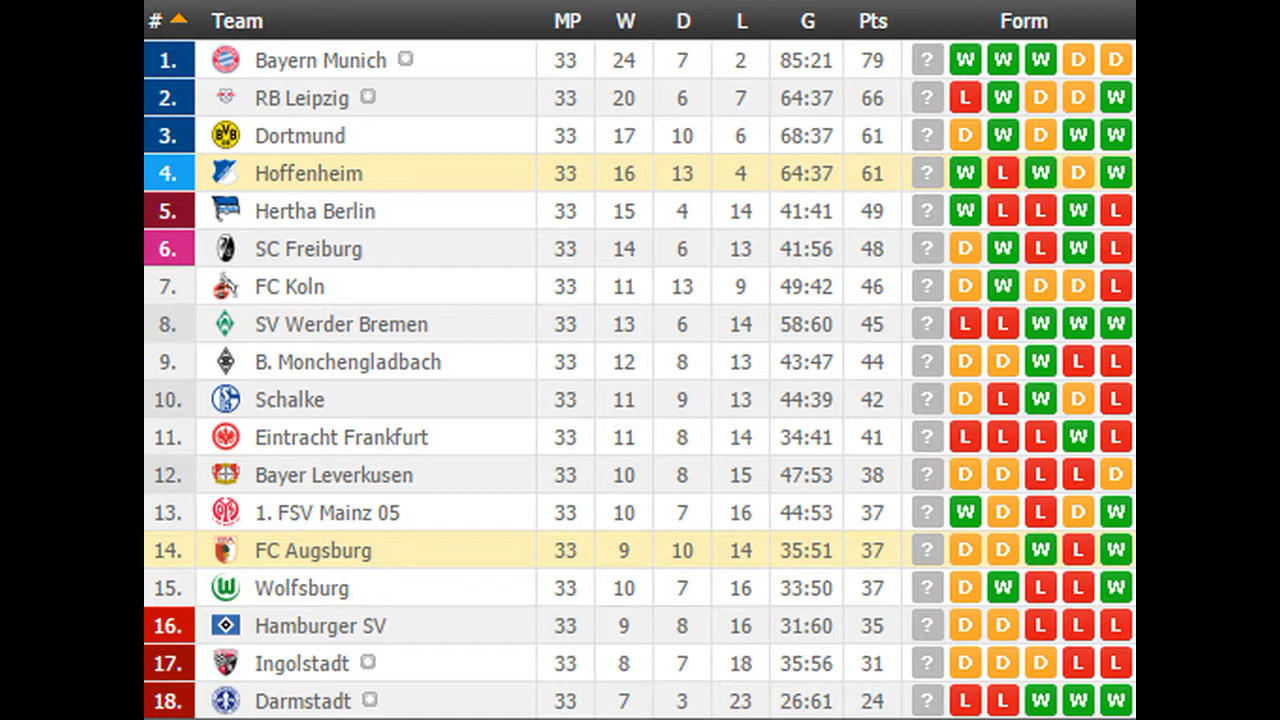 # Team MP W D L G Pts Form
1. Bayern Munich 33 24 7 2 85:21 79 ? W W W D D
2. RB Leipzig 33 20 6 7 64:37 66 ? L W D D W
3. Dortmund 33 17 10 6 68:37 61 ? D W D W W
4. Hoffenheim 33 16 13 4 64:37 61 ? W L W D W
5. Hertha Berlin 33 15 4 14 41:41 49 ? W L L W L
6. SC Freiburg 33 14 6 13 41:56 48 ? D W L W L
7. FC Koln 33 11 13 9 49:42 46 ? D W D D L
8. SV Werder Bremen 33 13 6 14 58:60 45 ? L L W W W
9. B. Monchengladbach 33 12 8 13 43:47 44 ? D D W L L
10. Schalke 33 11 9 13 44:39 42 ? D L W D L
11. Eintracht Frankfurt 33 11 8 14 34:41 41 ? L L L W L
12. Bayer Leverkusen 33 10 8 15 47:53 38 ? D D L L D
13. 1. FSV Mainz 05 33 10 7 16 44:53 37 ? W D L D W
14. FC Augsburg 33 9 10 14 35:51 37 ? D D W L W
15. Wolfsburg 33 10 7 16 33:50 37 ? D W L L W
16. Hamburger SV 33 9 8 16 31:60 35 ? D D L L L
17. Ingolstadt 33 8 7 18 35:56 31 ? D D D L L
18. Darmstadt 33 7 3 23 26:61 24 ? L L W W W